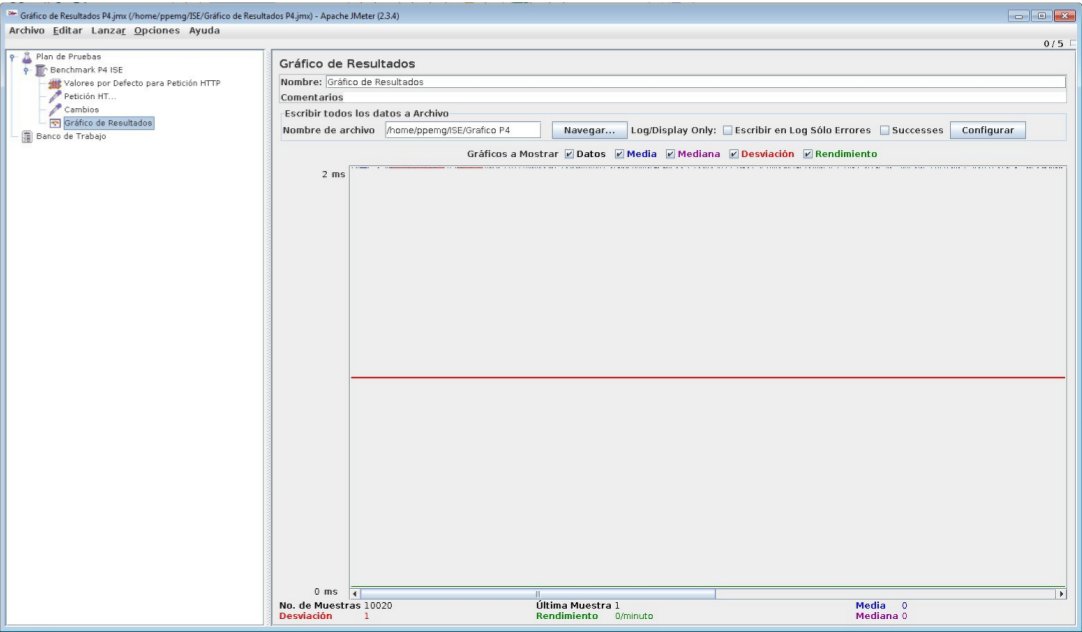 Gráfico de Resultados P4.jmx (/home/ppemg/ISE/Gráfico de Resultados P4.jmx) - Apache JMeter (2.3.4)
Archivo Editar Lanzar Opciones Ayuda
0 / 5
Plan de Pruebas
Benchmark P4 ISE
Valores por Defecto para Petición HTTP
Petición HT...
Cambios
Gráfico de Resultados
Banco de Trabajo
Gráfico de Resultados
Nombre: Gráfico de Resultados
Comentarios
Escribir todos los datos a Archivo
Nombre de archivo /home/ppemg/ISE/Grafico P4 Navegar... Log/Display Only: Escribir en Log Sólo Errores Successes Configurar
Gráficos a Mostrar Datos Media Mediana Desviación Rendimiento
2 ms
0 ms
No. de Muestras 10020 Última Muestra 1 Media 0
Desviación 1 Rendimiento 0/minuto Mediana 0